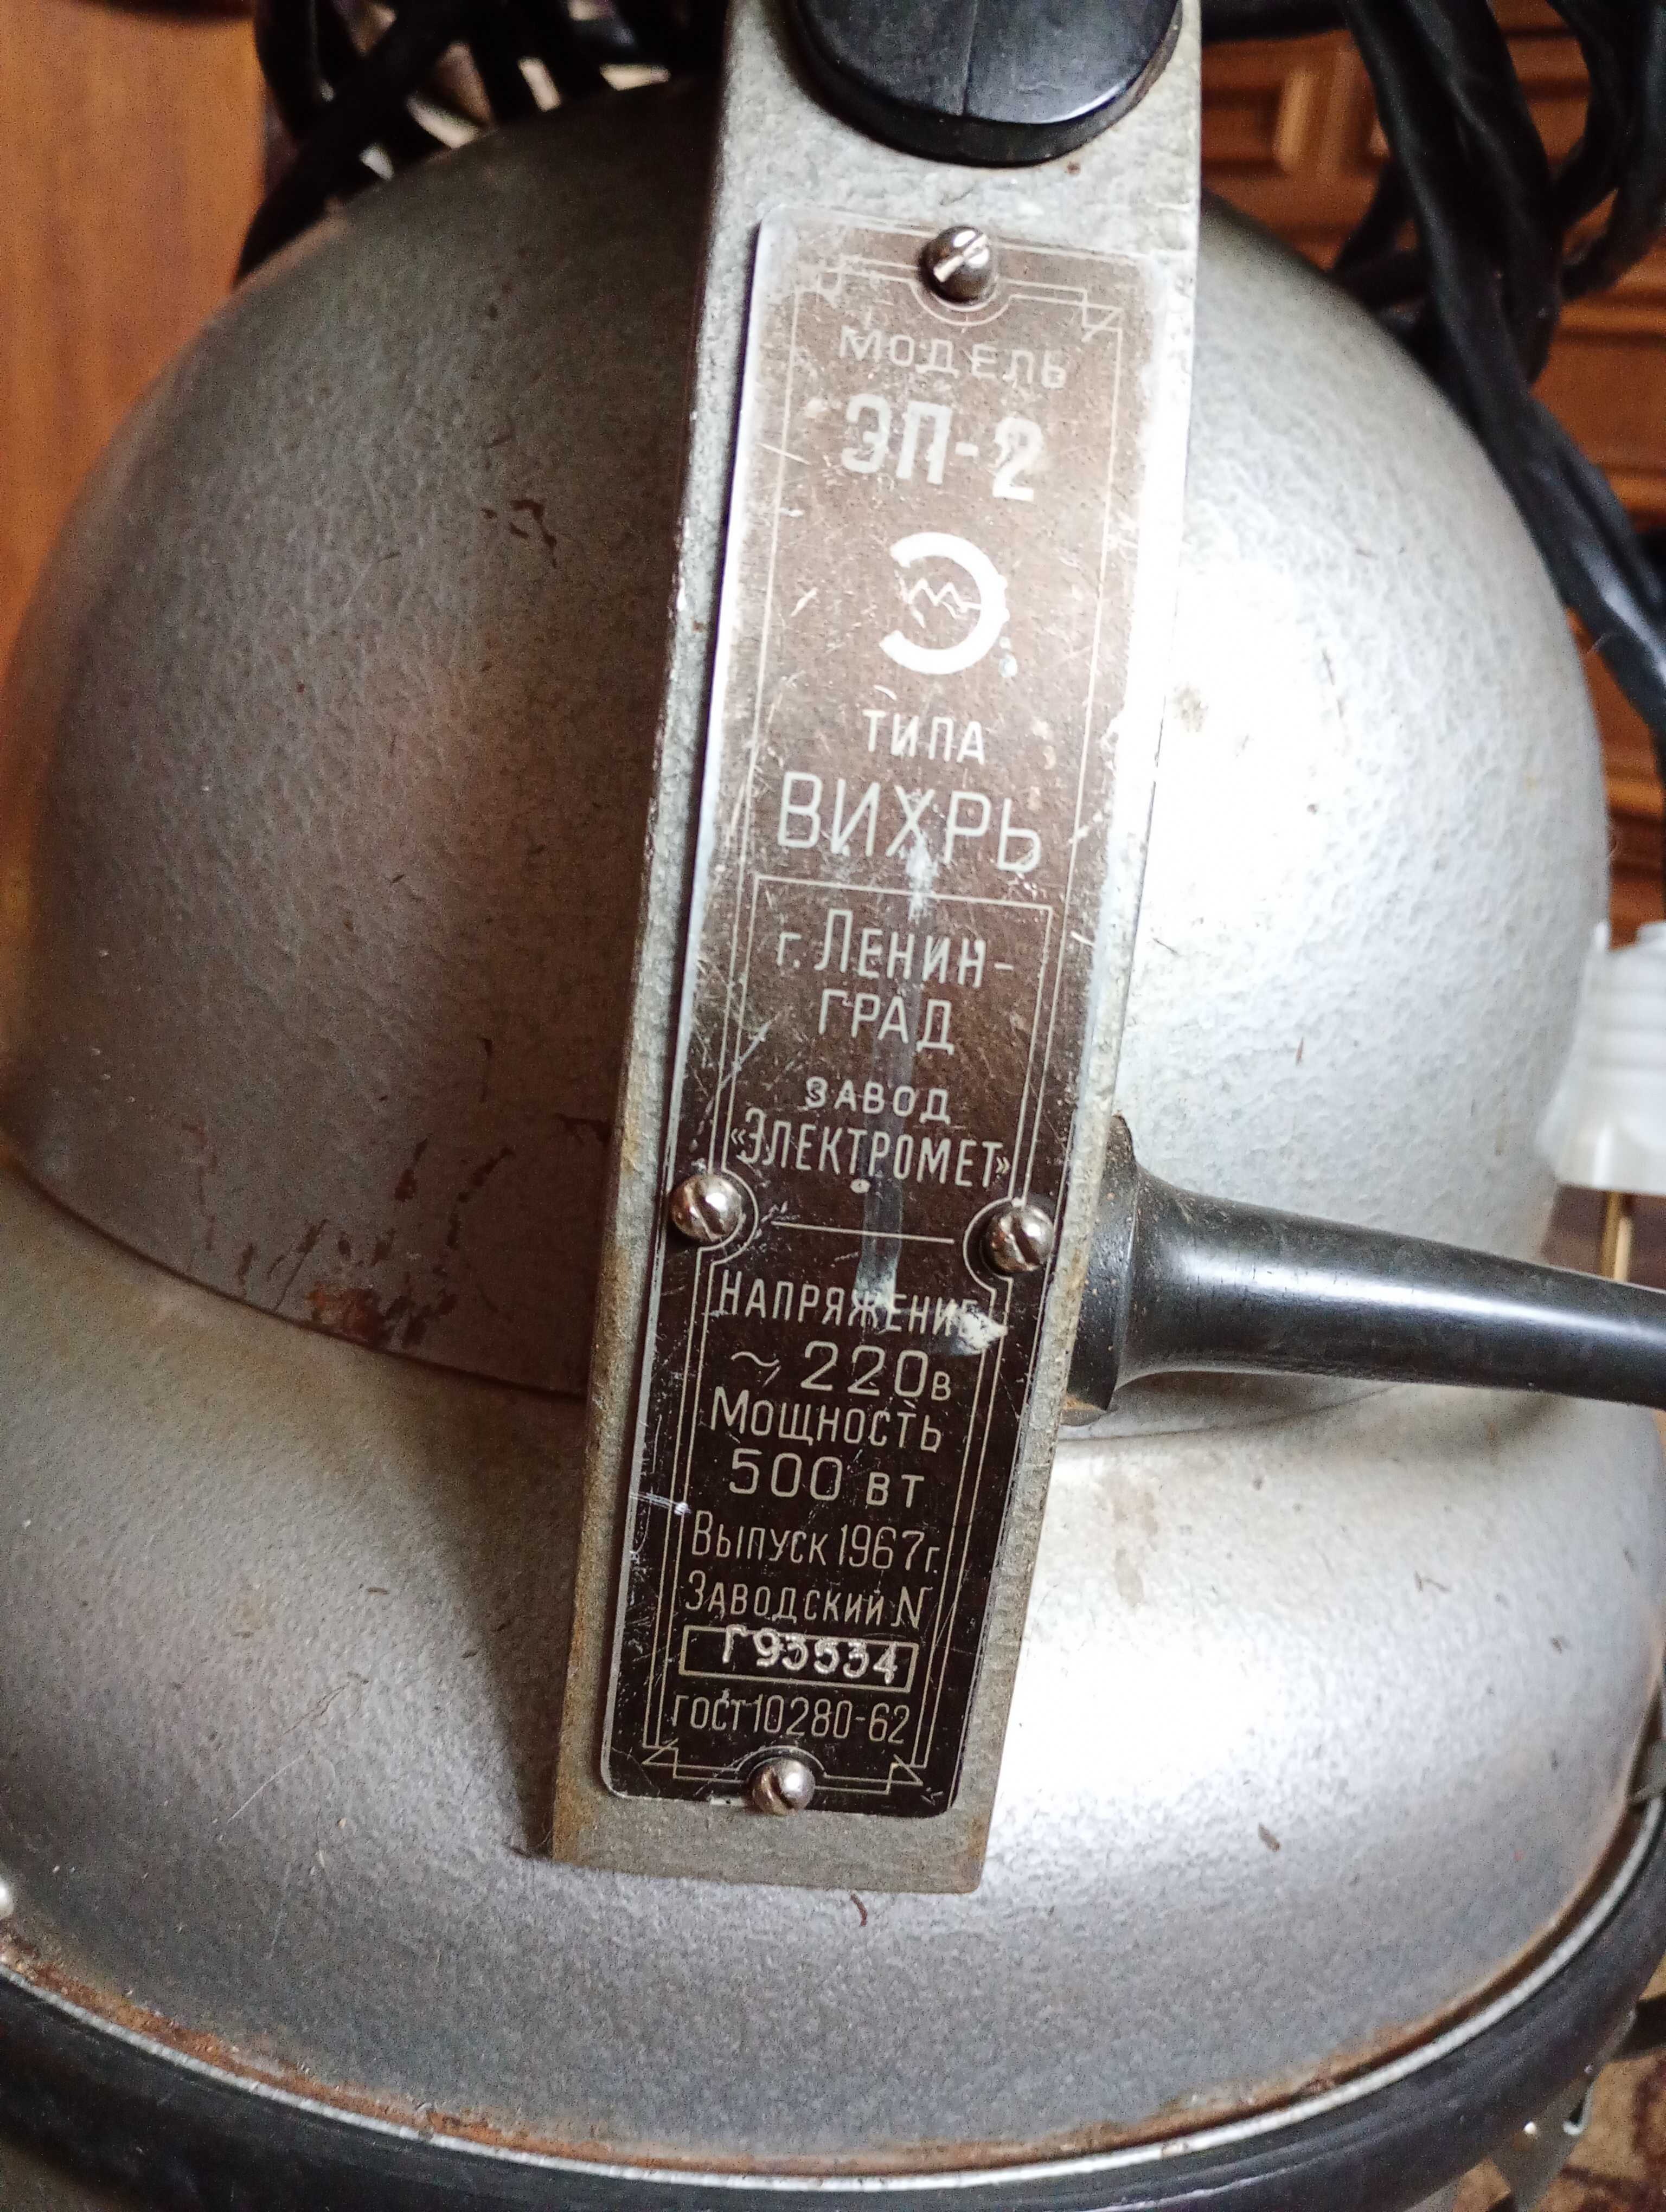 МОДЕЛЬ
ЭП-2
ТИПА
ВИХРЬ
г. ЛЕНИН-
ГРАД
ЗАВОД
«ЭЛЕКТРОМЕТ»
НАПРЯЖЕНИЕ
~ 220в
МОЩНОСТЬ
500 вт
ВЫПУСК 1967г.
ЗАВОДСКИЙ N
Г93534
ГОСТ 10280-62